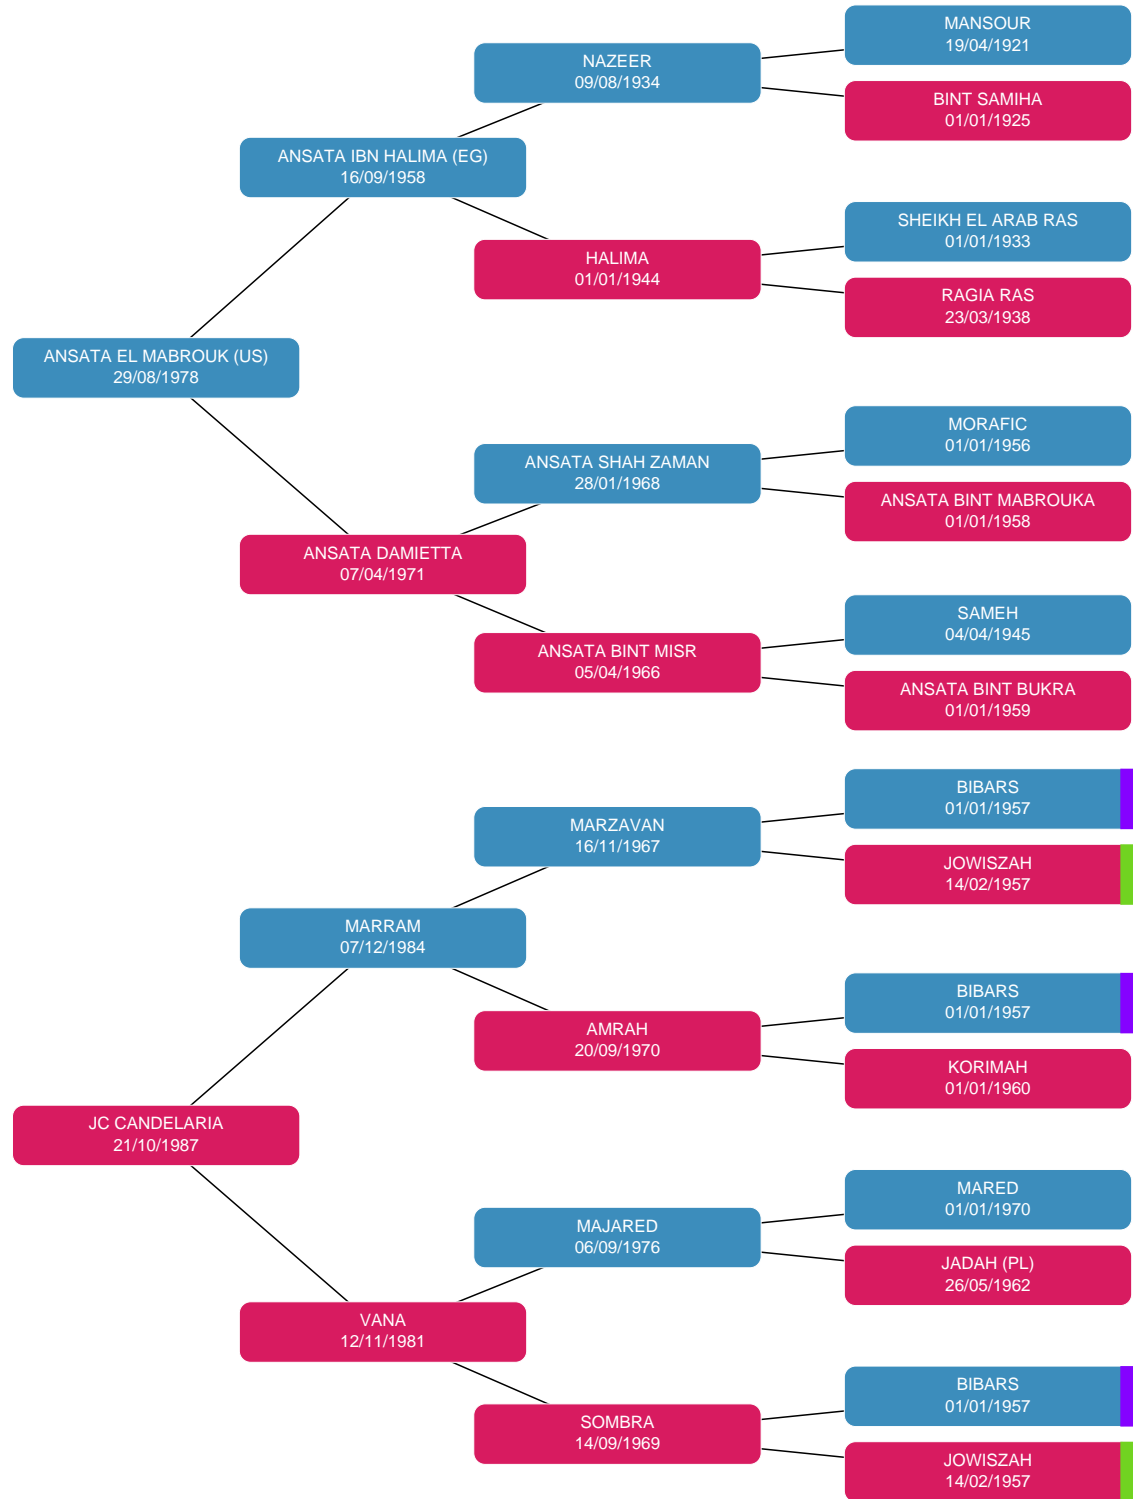 MANSOUR
19/04/1921
NAZEER
09/08/1934
BINT SAMIHA
01/01/1925
ANSATA IBN HALIMA (EG)
16/09/1958
SHEIKH EL ARAB RAS
01/01/1933
HALIMA
01/01/1944
RAGIA RAS
23/03/1938
ANSATA EL MABROUK (US)
29/08/1978
MORAFIC
01/01/1956
ANSATA SHAH ZAMAN
28/01/1968
ANSATA BINT MABROUKA
01/01/1958
ANSATA DAMIETTA
07/04/1971
SAMEH
04/04/1945
ANSATA BINT MISR
05/04/1966
ANSATA BINT BUKRA
01/01/1959
BIBARS
01/01/1957
MARZAVAN
16/11/1967
JOWISZAH
14/02/1957
MARRAM
07/12/1984
BIBARS
01/01/1957
AMRAH
20/09/1970
KORIMAH
01/01/1960
JC CANDELARIA
21/10/1987
MARED
01/01/1970
MAJARED
06/09/1976
JADAH (PL)
26/05/1962
VANA
12/11/1981
BIBARS
01/01/1957
SOMBRA
14/09/1969
JOWISZAH
14/02/1957